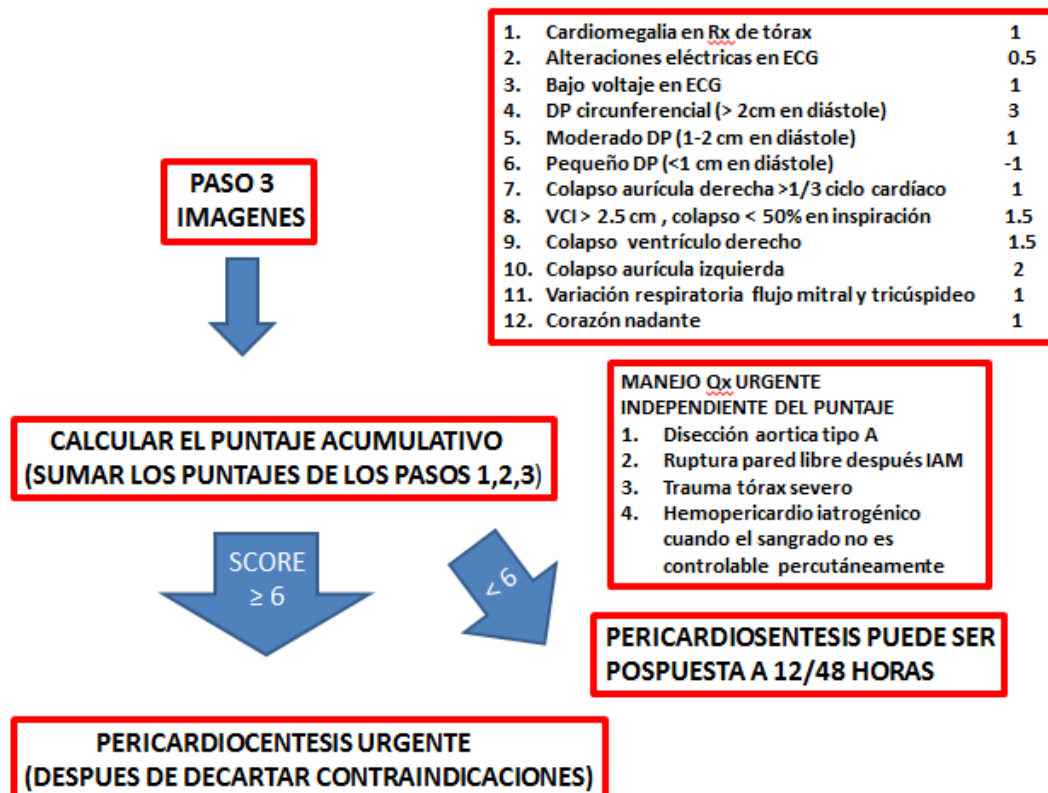 1. Cardiomegalia en Rx de tórax 1
2. Alteraciones eléctricas en ECG 0.5
3. Bajo voltaje en ECG 1
4. DP circunferencial (> 2cm en diástole) 3
5. Moderado DP (1-2 cm en diástole) 1
6. Pequeño DP (<1 cm en diástole) -1
7. Colapso aurícula derecha >1/3 ciclo cardíaco 1
8. VCI > 2.5 cm , colapso < 50% en inspiración 1.5
9. Colapso ventrículo derecho 1.5
10. Colapso aurícula izquierda 2
11. Variación respiratoria flujo mitral y tricúspideo 1
12. Corazón nadante 1
PASO 3
IMAGENES
MANEJO Qx URGENTE
INDEPENDIENTE DEL PUNTAJE
1. Disección aortica tipo A
2. Ruptura pared libre después IAM
3. Trauma tórax severo
4. Hemopericardio iatrogénico
cuando el sangrado no es
controlable percutáneamente
CALCULAR EL PUNTAJE ACUMULATIVO
(SUMAR LOS PUNTAJES DE LOS PASOS 1,2,3)
SCORE
≥ 6
< 6
PERICARDIOSENTESIS PUEDE SER
POSPUESTA A 12/48 HORAS
PERICARDIOCENTESIS URGENTE
(DESPUES DE DECARTAR CONTRAINDICACIONES)